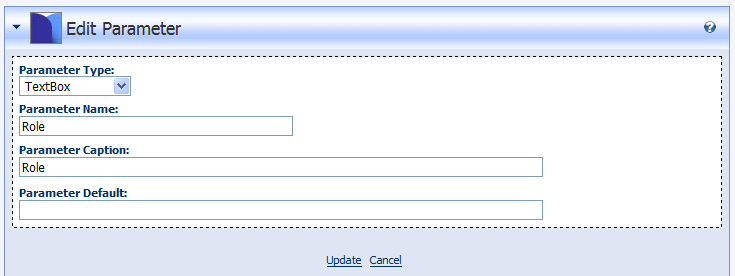 Edit Parameter
?
Parameter Type:
TextBox
Parameter Name:
Role
Parameter Caption:
Role
Parameter Default:
Update Cancel